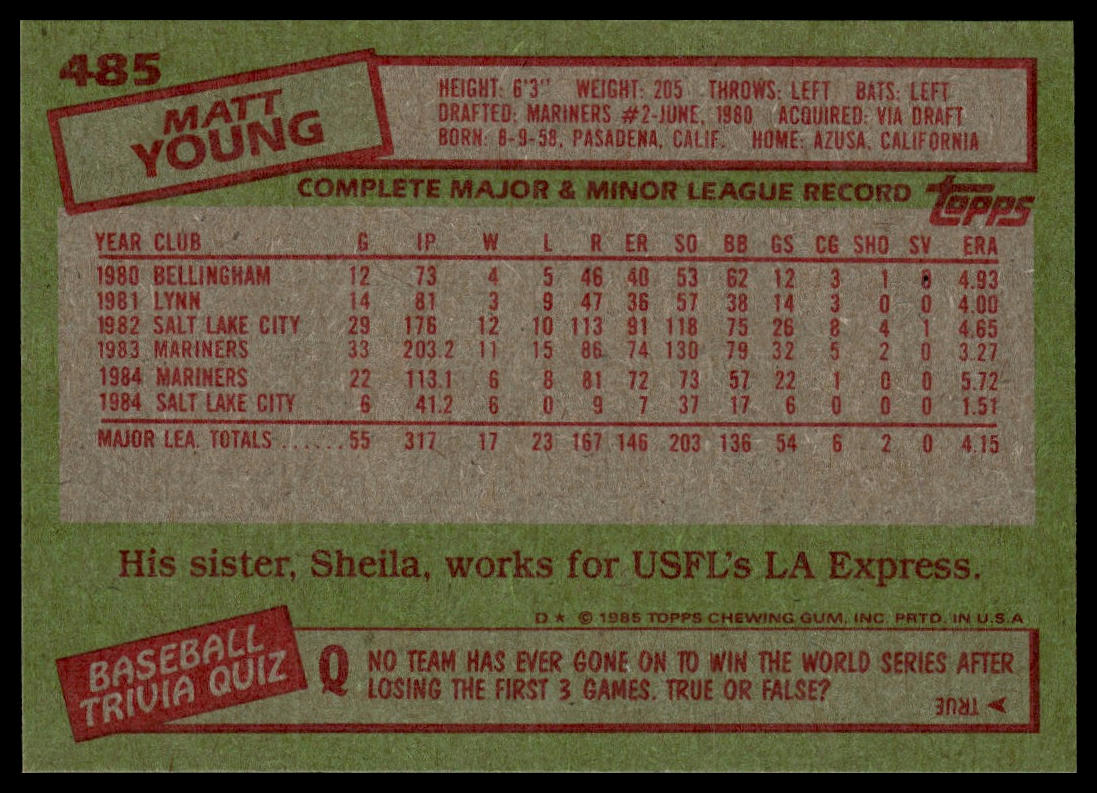 485
MATT
YOUNG
HEIGHT: 6'3" WEIGHT: 205 THROWS: LEFT BATS: LEFT
DRAFTED: MARINERS #2-JUNE, 1980 ACQUIRED: VIA DRAFT
BORN: 8-9-58, PASADENA, CALIF. HOME: AZUSA, CALIFORNIA
COMPLETE MAJOR & MINOR LEAGUE RECORD
topps
YEAR CLUB G IP W L R ER SO BB GS CG SHO SV ERA
1980 BELLINGHAM 12 73 4 5 46 40 53 62 12 3 1 4.93
1981 LYNN 14 81 3 9 47 36 57 38 14 3 0 0 4.00
1982 SALT LAKE CITY 29 176 12 10 113 91 118 75 26 8 4 1 4.65
1983 MARINERS 33 203.2 11 15 86 74 130 79 32 5 2 0 3.27
1984 MARINERS 22 113.1 6 8 81 72 73 57 22 1 0 0 5.72
1984 SALT LAKE CITY 6 41.2 6 0 9 7 37 17 6 0 0 0 1.51
MAJOR LEA. TOTALS ......55 317 17 23 167 146 203 136 54 6 2 0 4.15
His sister, Sheila, works for USFL's LA Express.
D* © 1985 TOPPS CHEWING GUM, INC. PRTD. IN U.S.A
BASEBALL
TRIVIA QUIZ
Q NO TEAM HAS EVER GONE ON TO WIN THE WORLD SERIES AFTER
LOSING THE FIRST 3 GAMES. TRUE OR FALSE?
TRUE